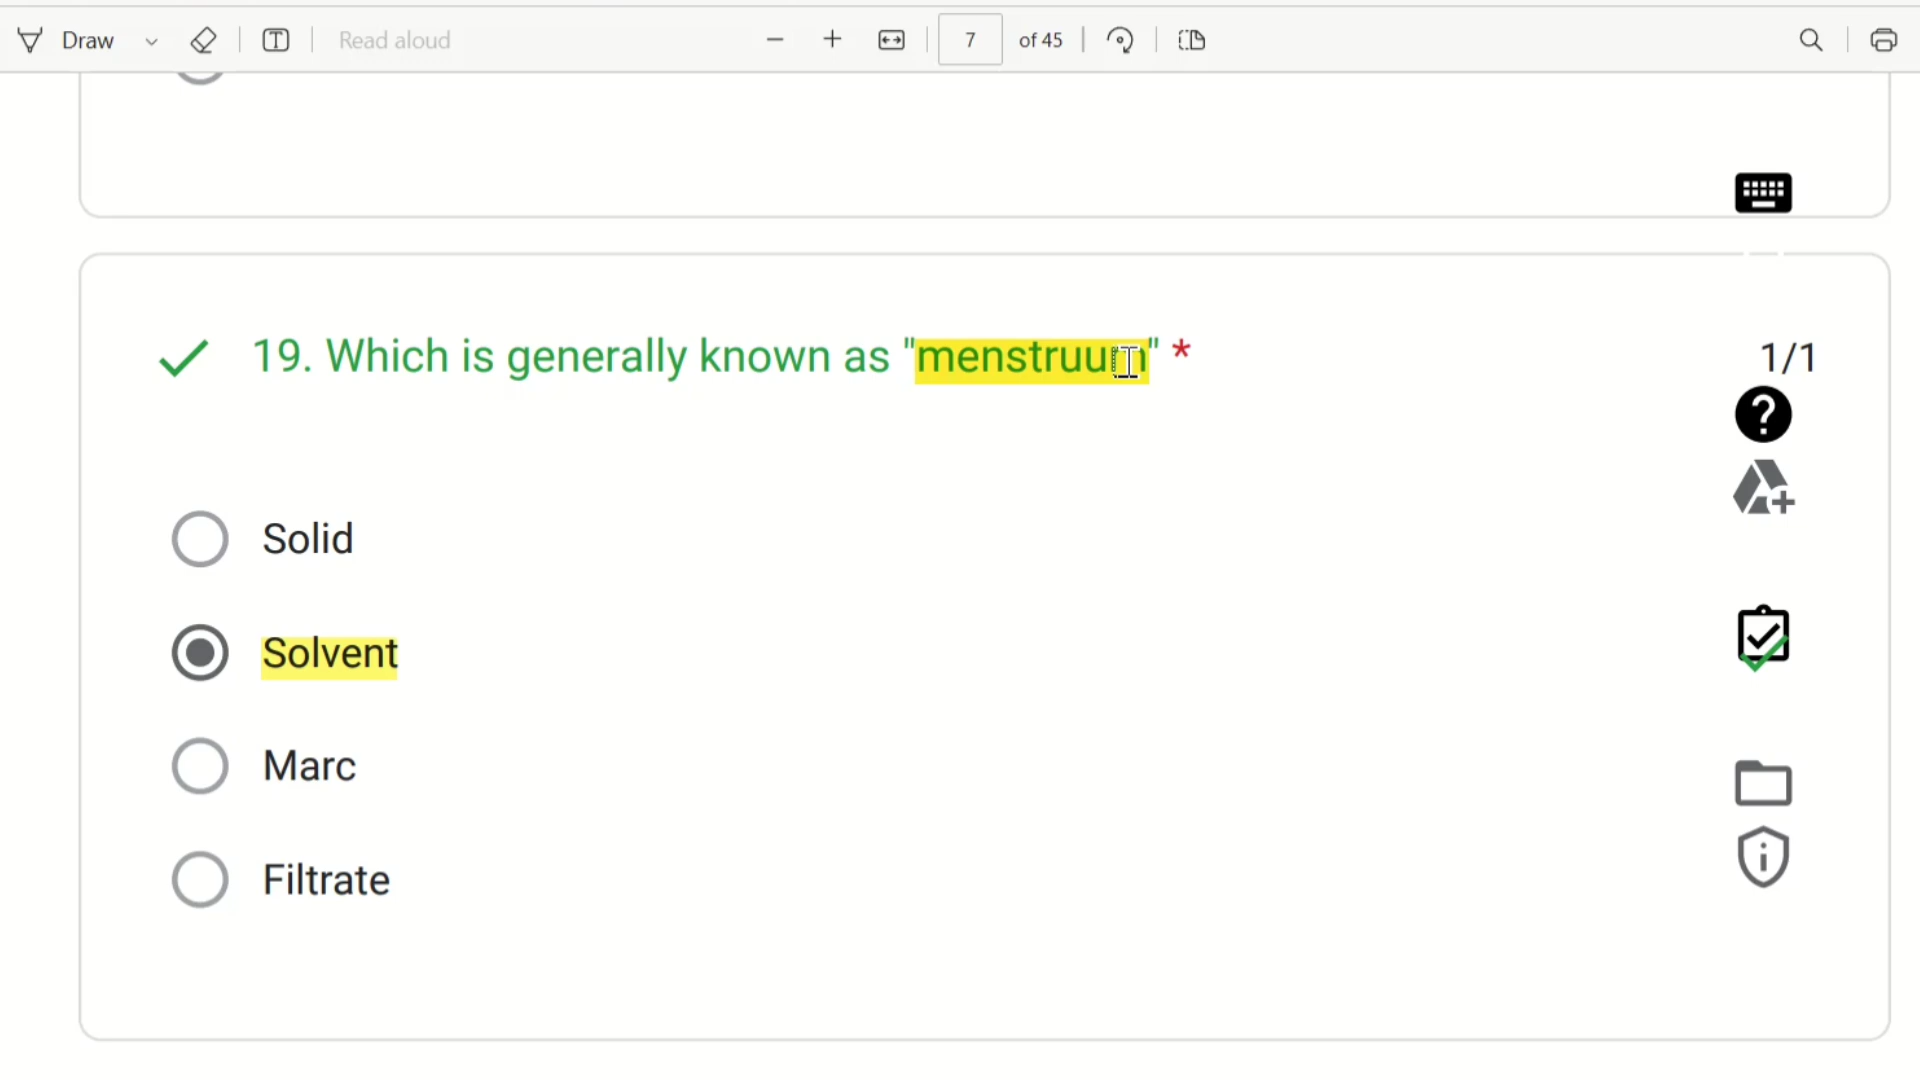 Draw Read aloud 7 of 45
19. Which is generally known as "menstruum" * 1/1
Solid
Solvent
Marc
Filtrate